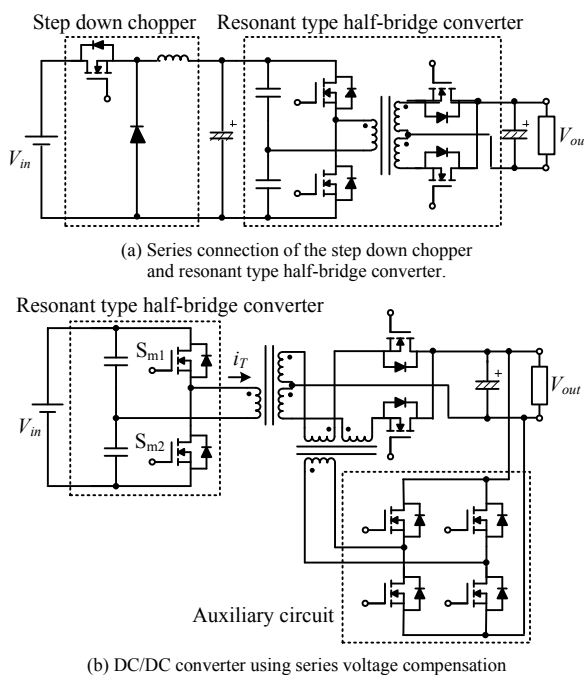 Step down chopper
Resonant type half-bridge converter
+
+
V_in
V_ou
(a) Series connection of the step down chopper
and resonant type half-bridge converter.
Resonant type half-bridge converter
S_m1
i_T
+
V_in
V_out
S_m2
Auxiliary circuit
(b) DC/DC converter using series voltage compensation